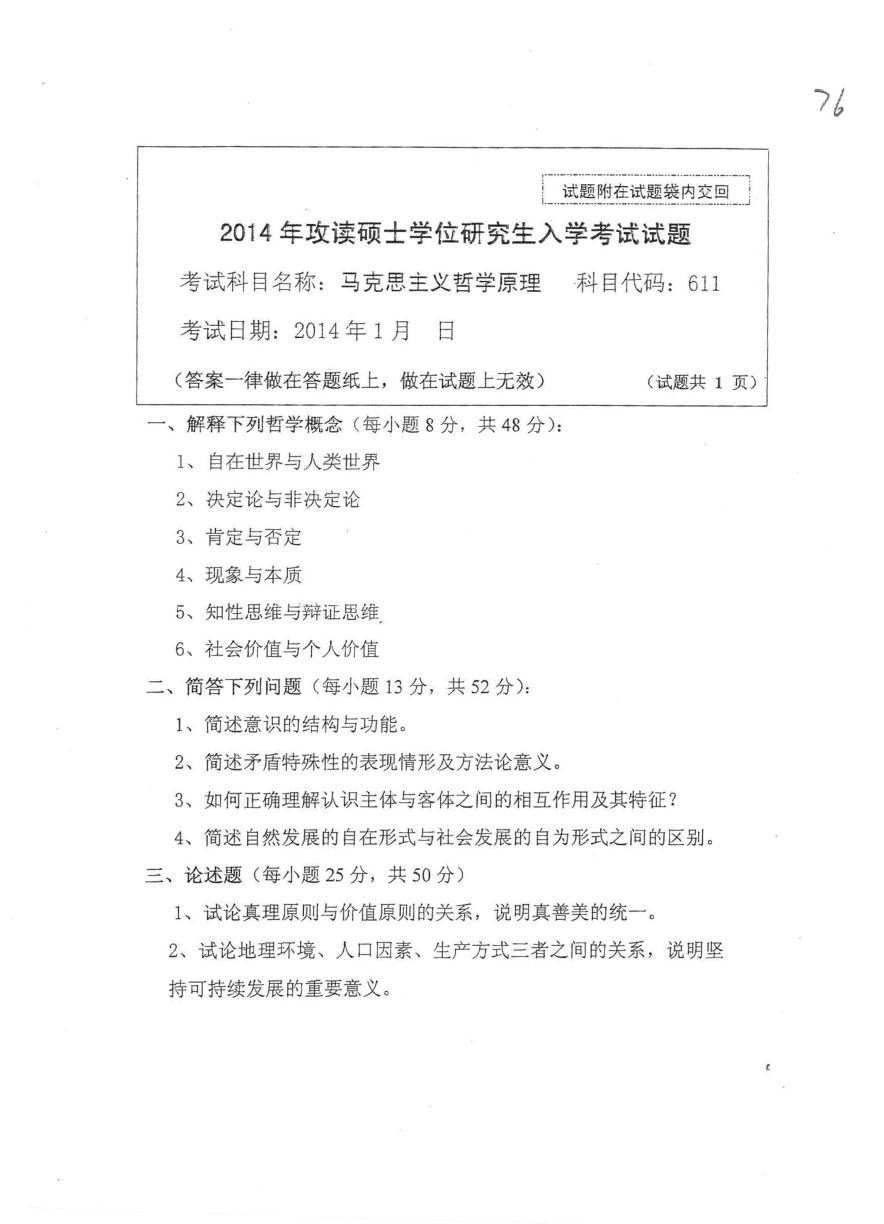 76
试题附在试题袋内交回
2014 年攻读硕士学位研究生入学考试试题
考试科目名称：马克思主义哲学原理 科目代码：611
考试日期：2014 年 1 月 日
（答案一律做在答题纸上，做在试题上无效） （试题共 1 页）
一、解释下列哲学概念（每小题 8 分，共 48 分）：
1、自在世界与人类世界
2、决定论与非决定论
3、肯定与否定
4、现象与本质
5、知性思维与辩证思维
6、社会价值与个人价值
二、简答下列问题（每小题 13 分，共 52 分）：
1、简述意识的结构与功能。
2、简述矛盾特殊性的表现情形及方法论意义。
3、如何正确理解认识主体与客体之间的相互作用及其特征？
4、简述自然发展的自在形式与社会发展的自为形式之间的区别。
三、论述题（每小题 25 分，共 50 分）
1、试论真理原则与价值原则的关系，说明真善美的统一。
2、试论地理环境、人口因素、生产方式三者之间的关系，说明坚
持可持续发展的重要意义。